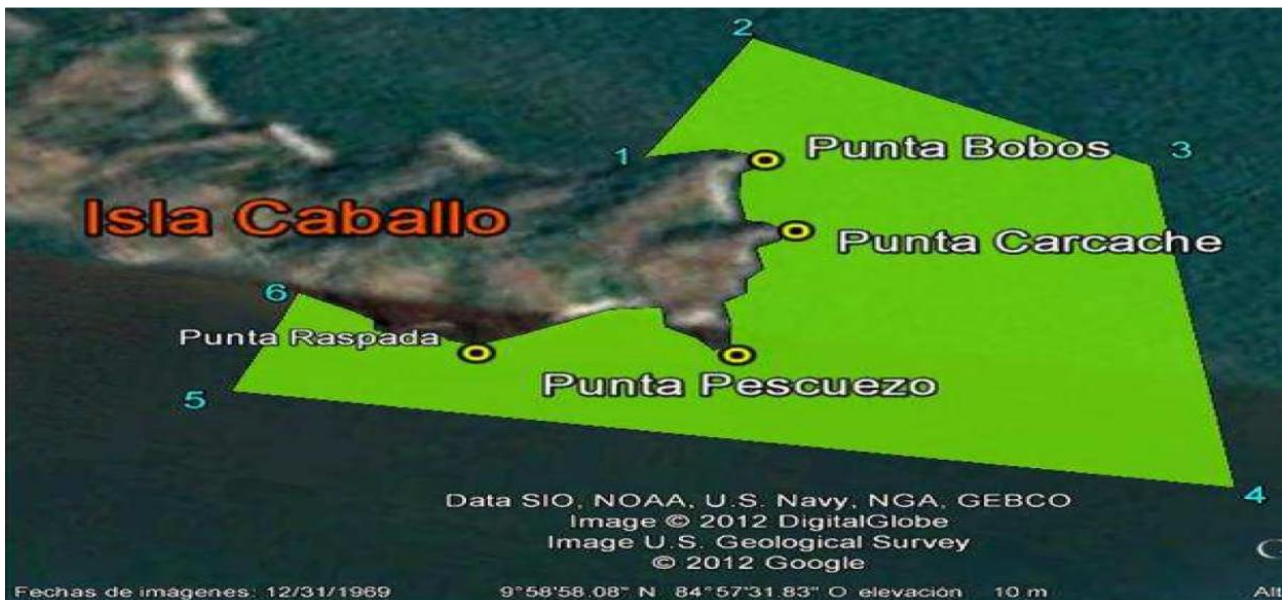 2
1
Punta Bobos
3
Isla Caballo
Punta Carcache
6
Punta Raspada
5
Punta Pescuezo
4
Data SIO, NOAA, U.S. Navy, NGA, GEBCO
Image © 2012 DigitalGlobe
Image U.S. Geological Survey
© 2012 Google
Fechas de imágenes: 12/31/1969 9°58'58.08" N 84°57'31.83" O elevación 10 m